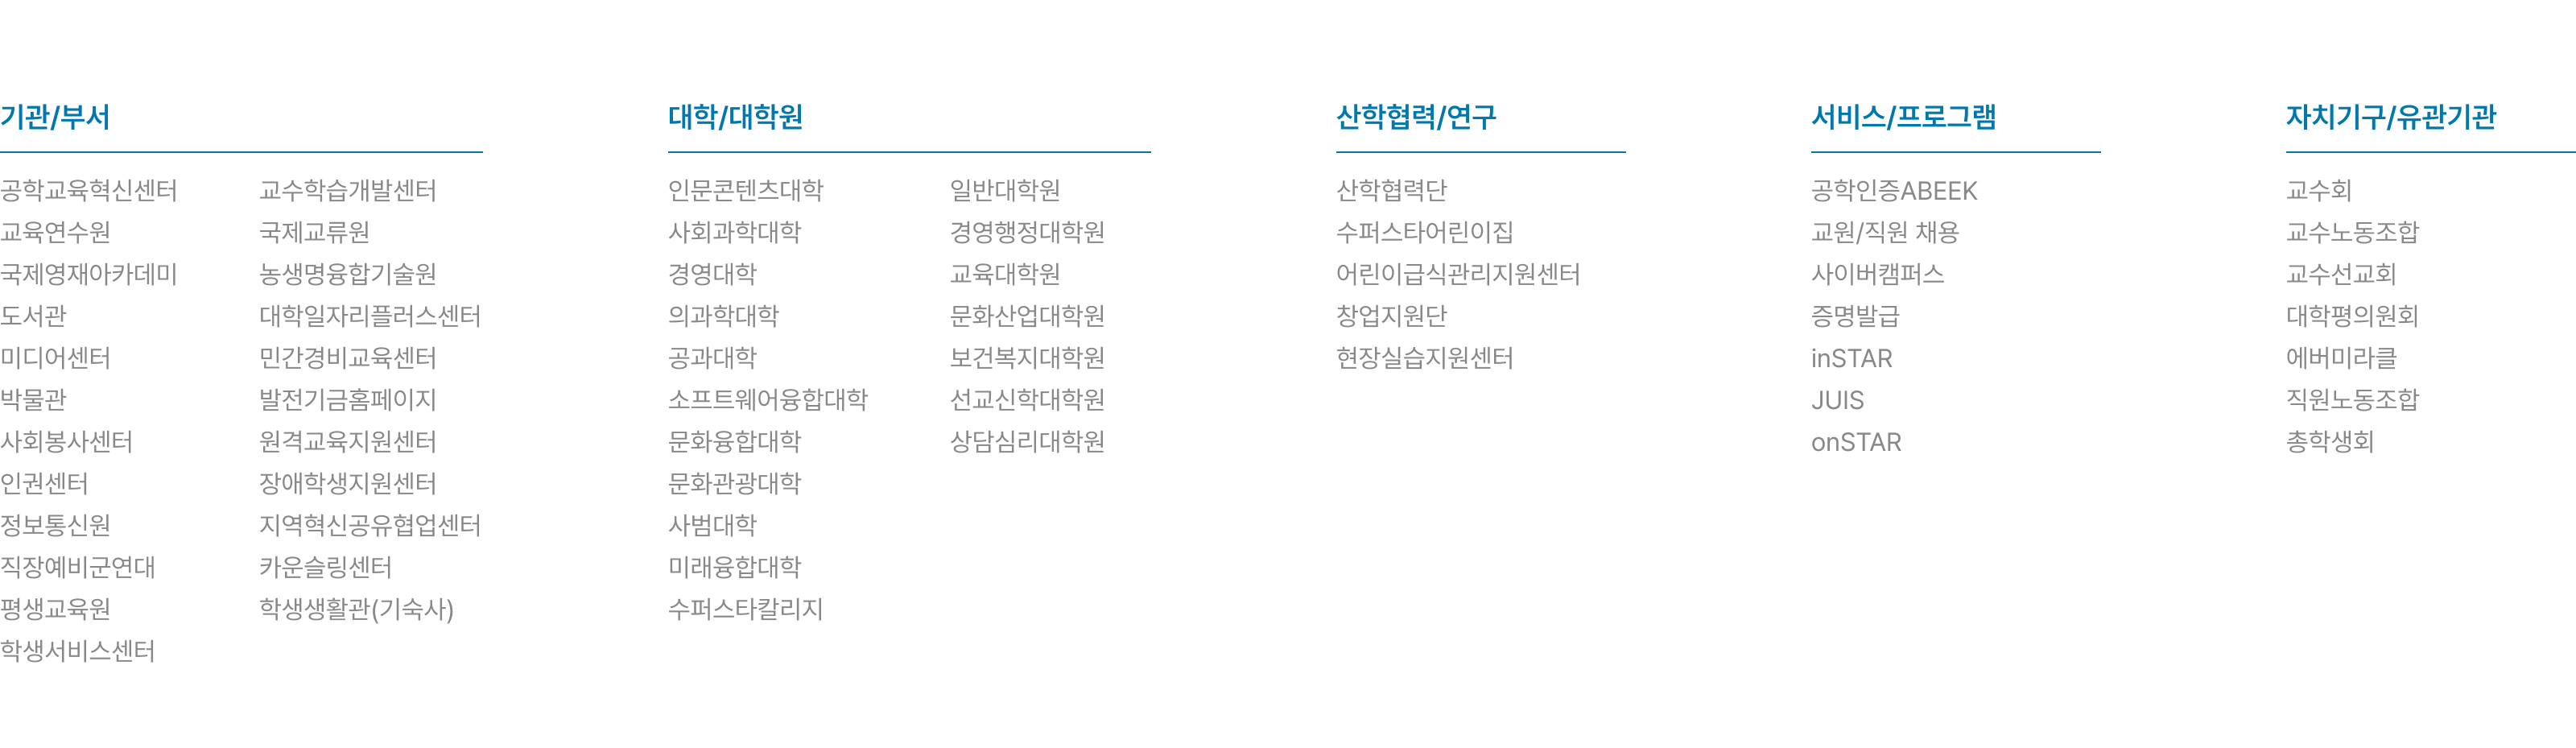 기관/부서
공학교육혁신센터
교육연수원
국제영재아카데미
도서관
미디어센터
박물관
사회봉사센터
인권센터
정보통신원
직장예비군연대
평생교육원
학생서비스센터
교수학습개발센터
국제교류원
농생명융합기술원
대학일자리플러스센터
민간경비교육센터
발전기금홈페이지
원격교육지원센터
장애학생지원센터
지역혁신공유협업센터
카운슬링센터
학생생활관(기숙사)
대학/대학원
인문콘텐츠대학
사회과학대학
경영대학
의과학대학
공과대학
소프트웨어융합대학
문화융합대학
문화관광대학
사범대학
미래융합대학
수퍼스타칼리지
일반대학원
경영행정대학원
교육대학원
문화산업대학원
보건복지대학원
선교신학대학원
상담심리대학원
산학협력/연구
산학협력단
수퍼스타어린이집
어린이급식관리지원센터
창업지원단
현장실습지원센터
서비스/프로그램
공학인증ABEEK
교원/직원 채용
사이버캠퍼스
증명발급
inSTAR
JUIS
onSTAR
자치기구/유관기관
교수회
교수노동조합
교수선교회
대학평의원회
에버미라클
직원노동조합
총학생회